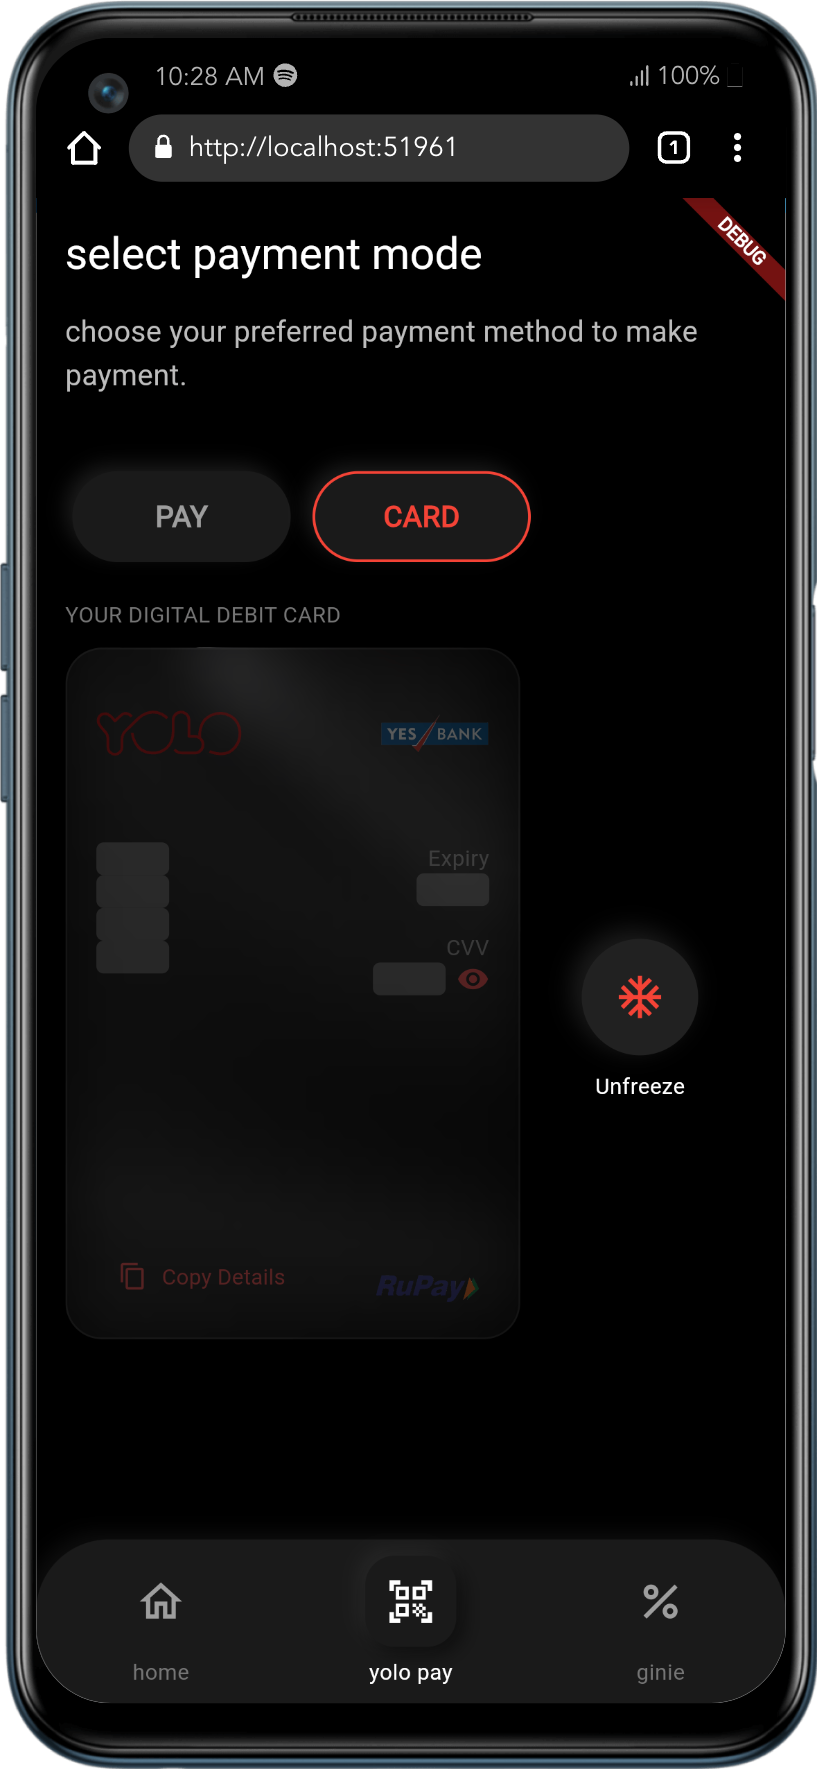 10:28 AM
100%
http://localhost:51961
1
DEBUG
select payment mode
choose your preferred payment method to make
payment.
PAY
CARD
YOUR DIGITAL DEBIT CARD
YOLO
YES BANK
Expiry
CVV
Unfreeze
Copy Details
RuPay
home
yolo pay
ginie